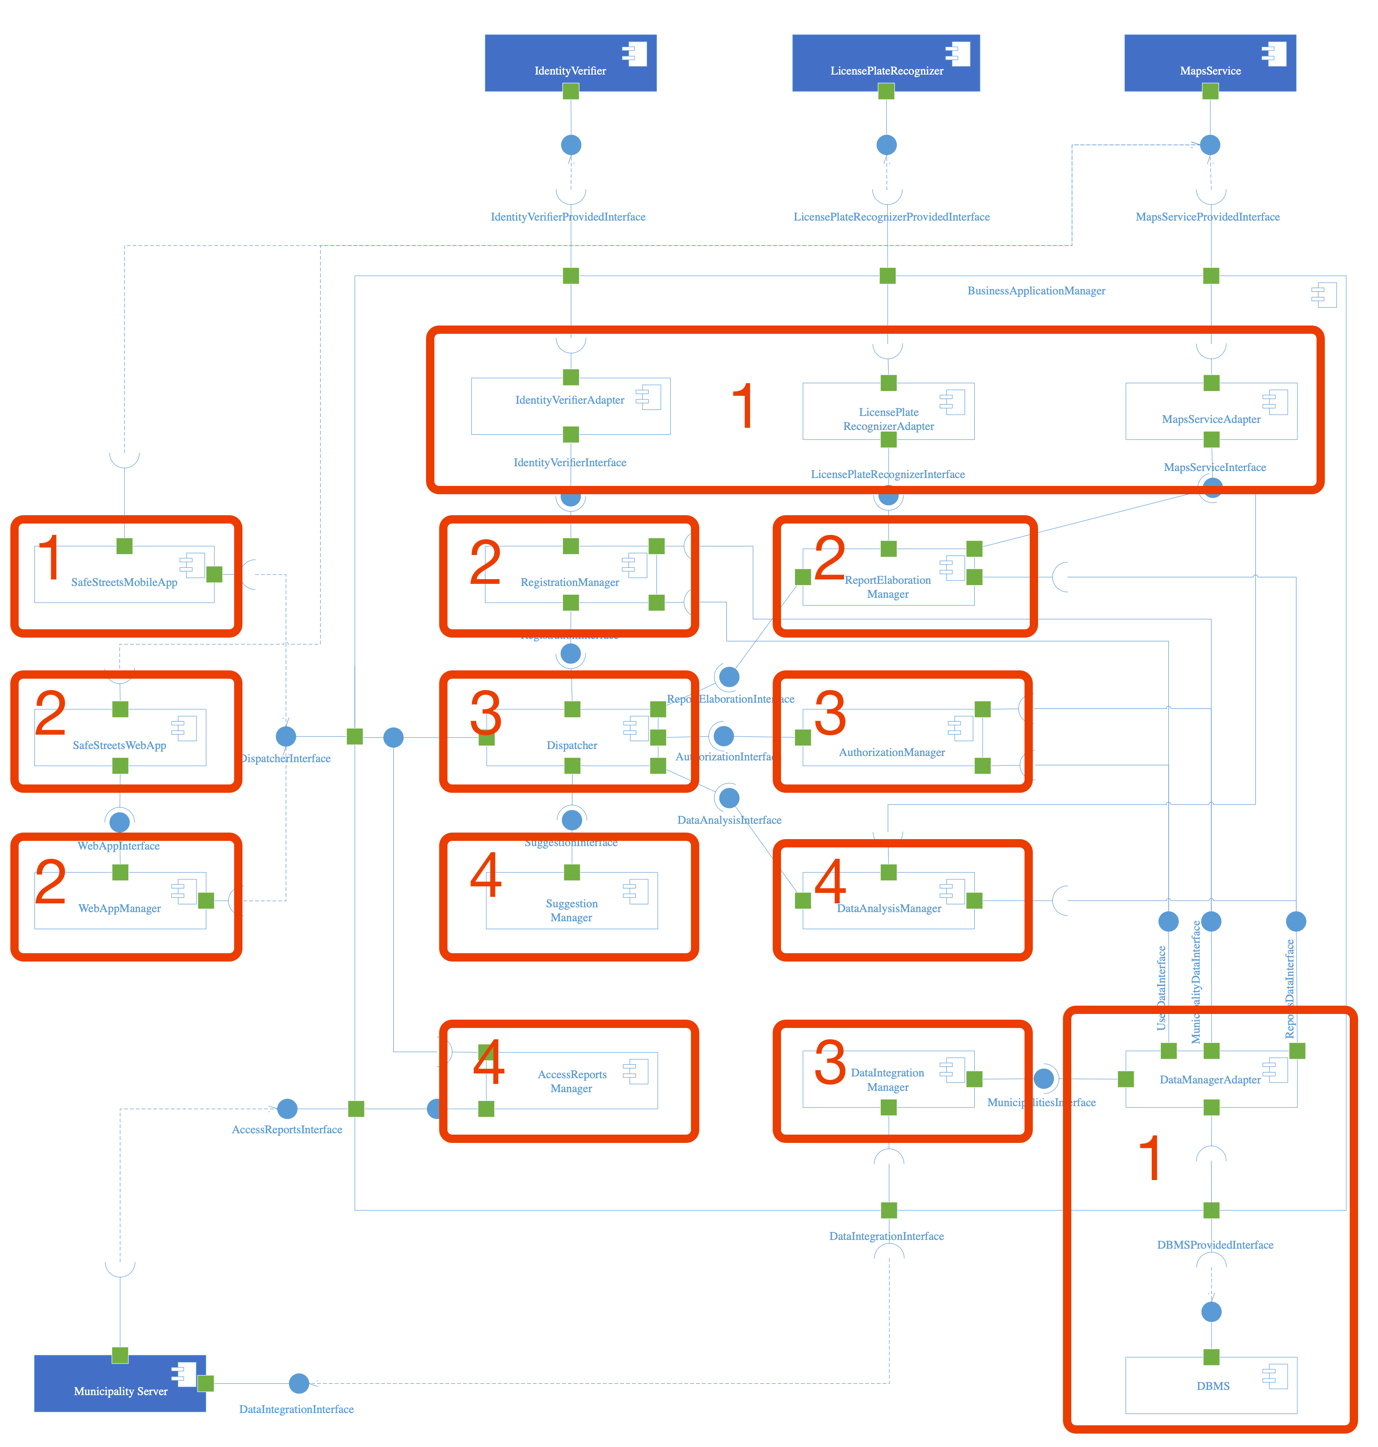 IdentityVerifier
LicensePlateRecognizer
MapsService
IdentityVerifierProvidedInterface
LicensePlateRecognizerProvidedInterface
MapsServiceProvidedInterface
BusinessApplicationManager
1
IdentityVerifierAdapter
LicensePlate
RecognizerAdapter
MapsServiceAdapter
IdentityVerifierInterface
LicensePlateRecognizerInterface
MapsServiceInterface
1
SafeStreetsMobileApp
2
RegistrationManager
2
ReportElaboration
Manager
RegistrationInterface
ReportElaborationInterface
2
SafeStreetsWebApp
DispatcherInterface
3
Dispatcher
AuthorizationInterface
3
AuthorizationManager
DataAnalysisInterface
WebAppInterface
SuggestionInterface
2
WebAppManager
4
Suggestion
Manager
4
DataAnalysisManager
UserDataInterface
MunicipalityDataInterface
ReportsDataInterface
4
AccessReports
Manager
3
DataIntegration
Manager
MunicipalitiesInterface
DataManagerAdapter
AccessReportsInterface
1
DataIntegrationInterface
DBMSProvidedInterface
DBMS
Municipality Server
DataIntegrationInterface